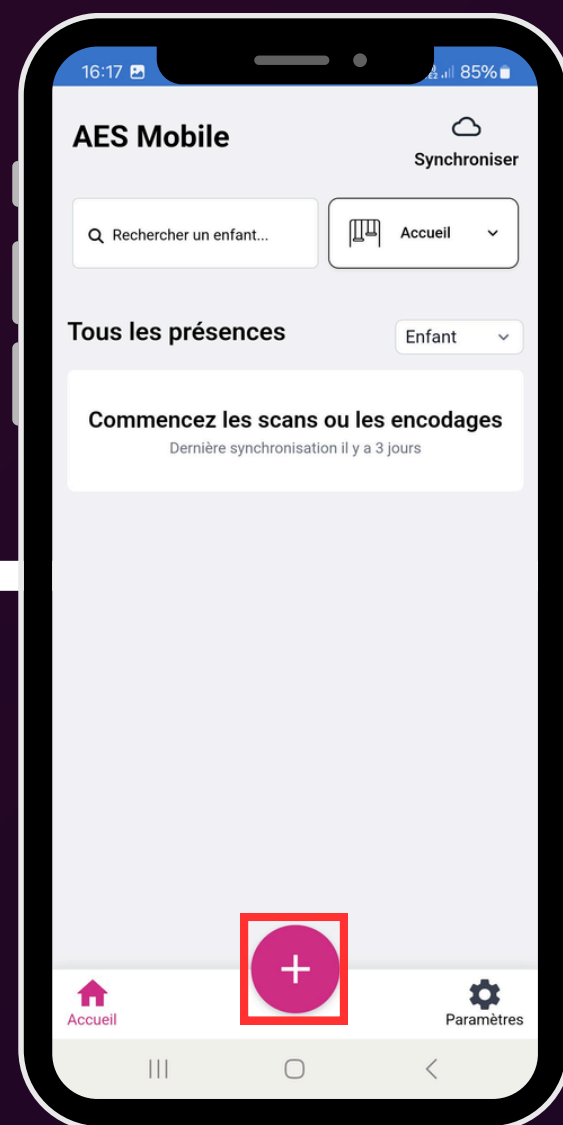 16:17 85%
AES Mobile
Synchroniser
Rechercher un enfant... Accueil
Tous les présences Enfant
Commencez les scans ou les encodages
Dernière synchronisation il y a 3 jours
+
Accueil Paramètres